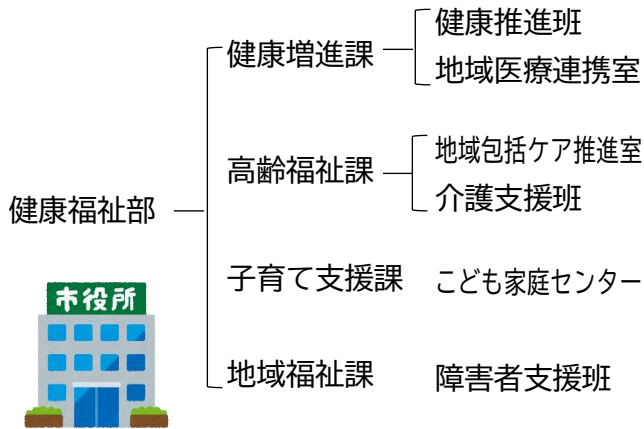 健康福祉部
健康増進課
健康推進班
地域医療連携室
高齢福祉課
地域包括ケア推進室
介護支援班
子育て支援課
こども家庭センター
地域福祉課
障害者支援班
市役所